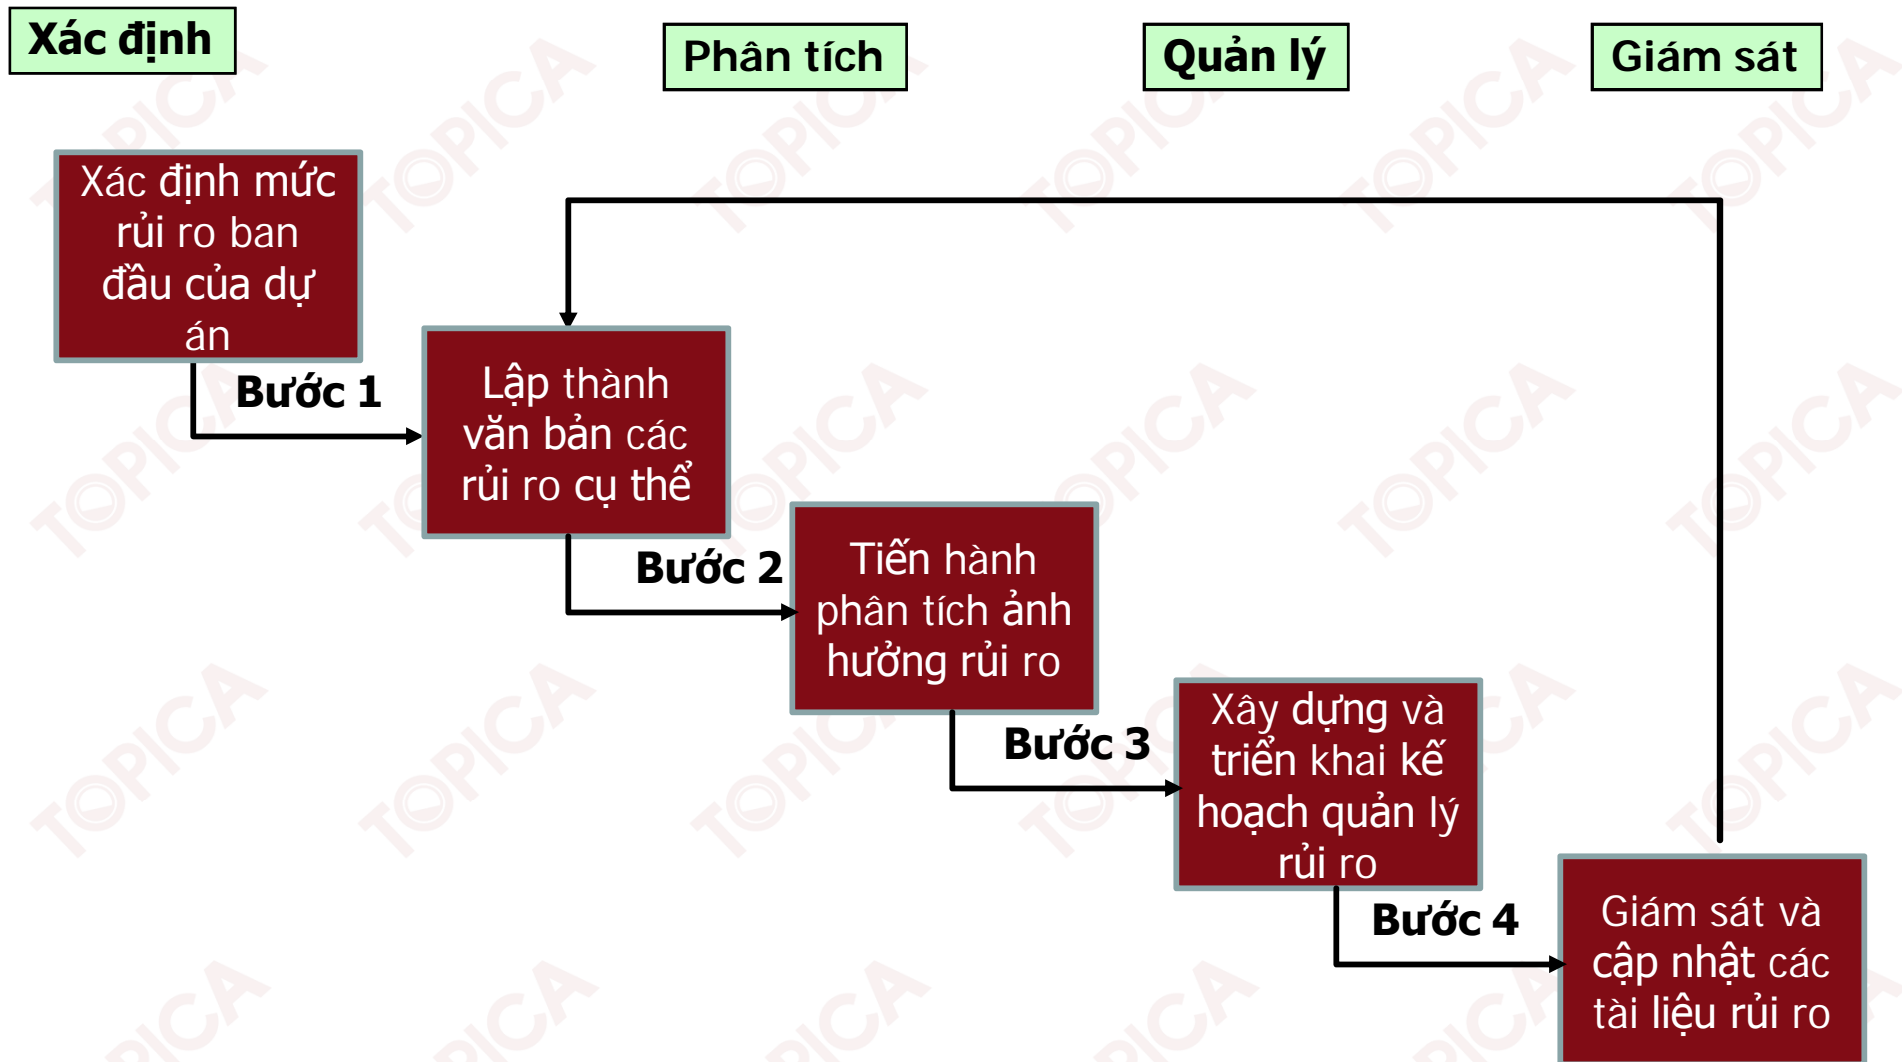 Xác định
Phân tích
Quản lý
Giám sát
Xác định mức
rủi ro ban
đầu của dự
án
Bước 1
Lập thành
văn bản các
rủi ro cụ thể
Bước 2
Tiến hành
phân tích ảnh
hưởng rủi ro
Bước 3
Xây dựng và
triển khai kế
hoạch quản lý
rủi ro
Bước 4
Giám sát và
cập nhật các
tài liệu rủi ro
TOPICA